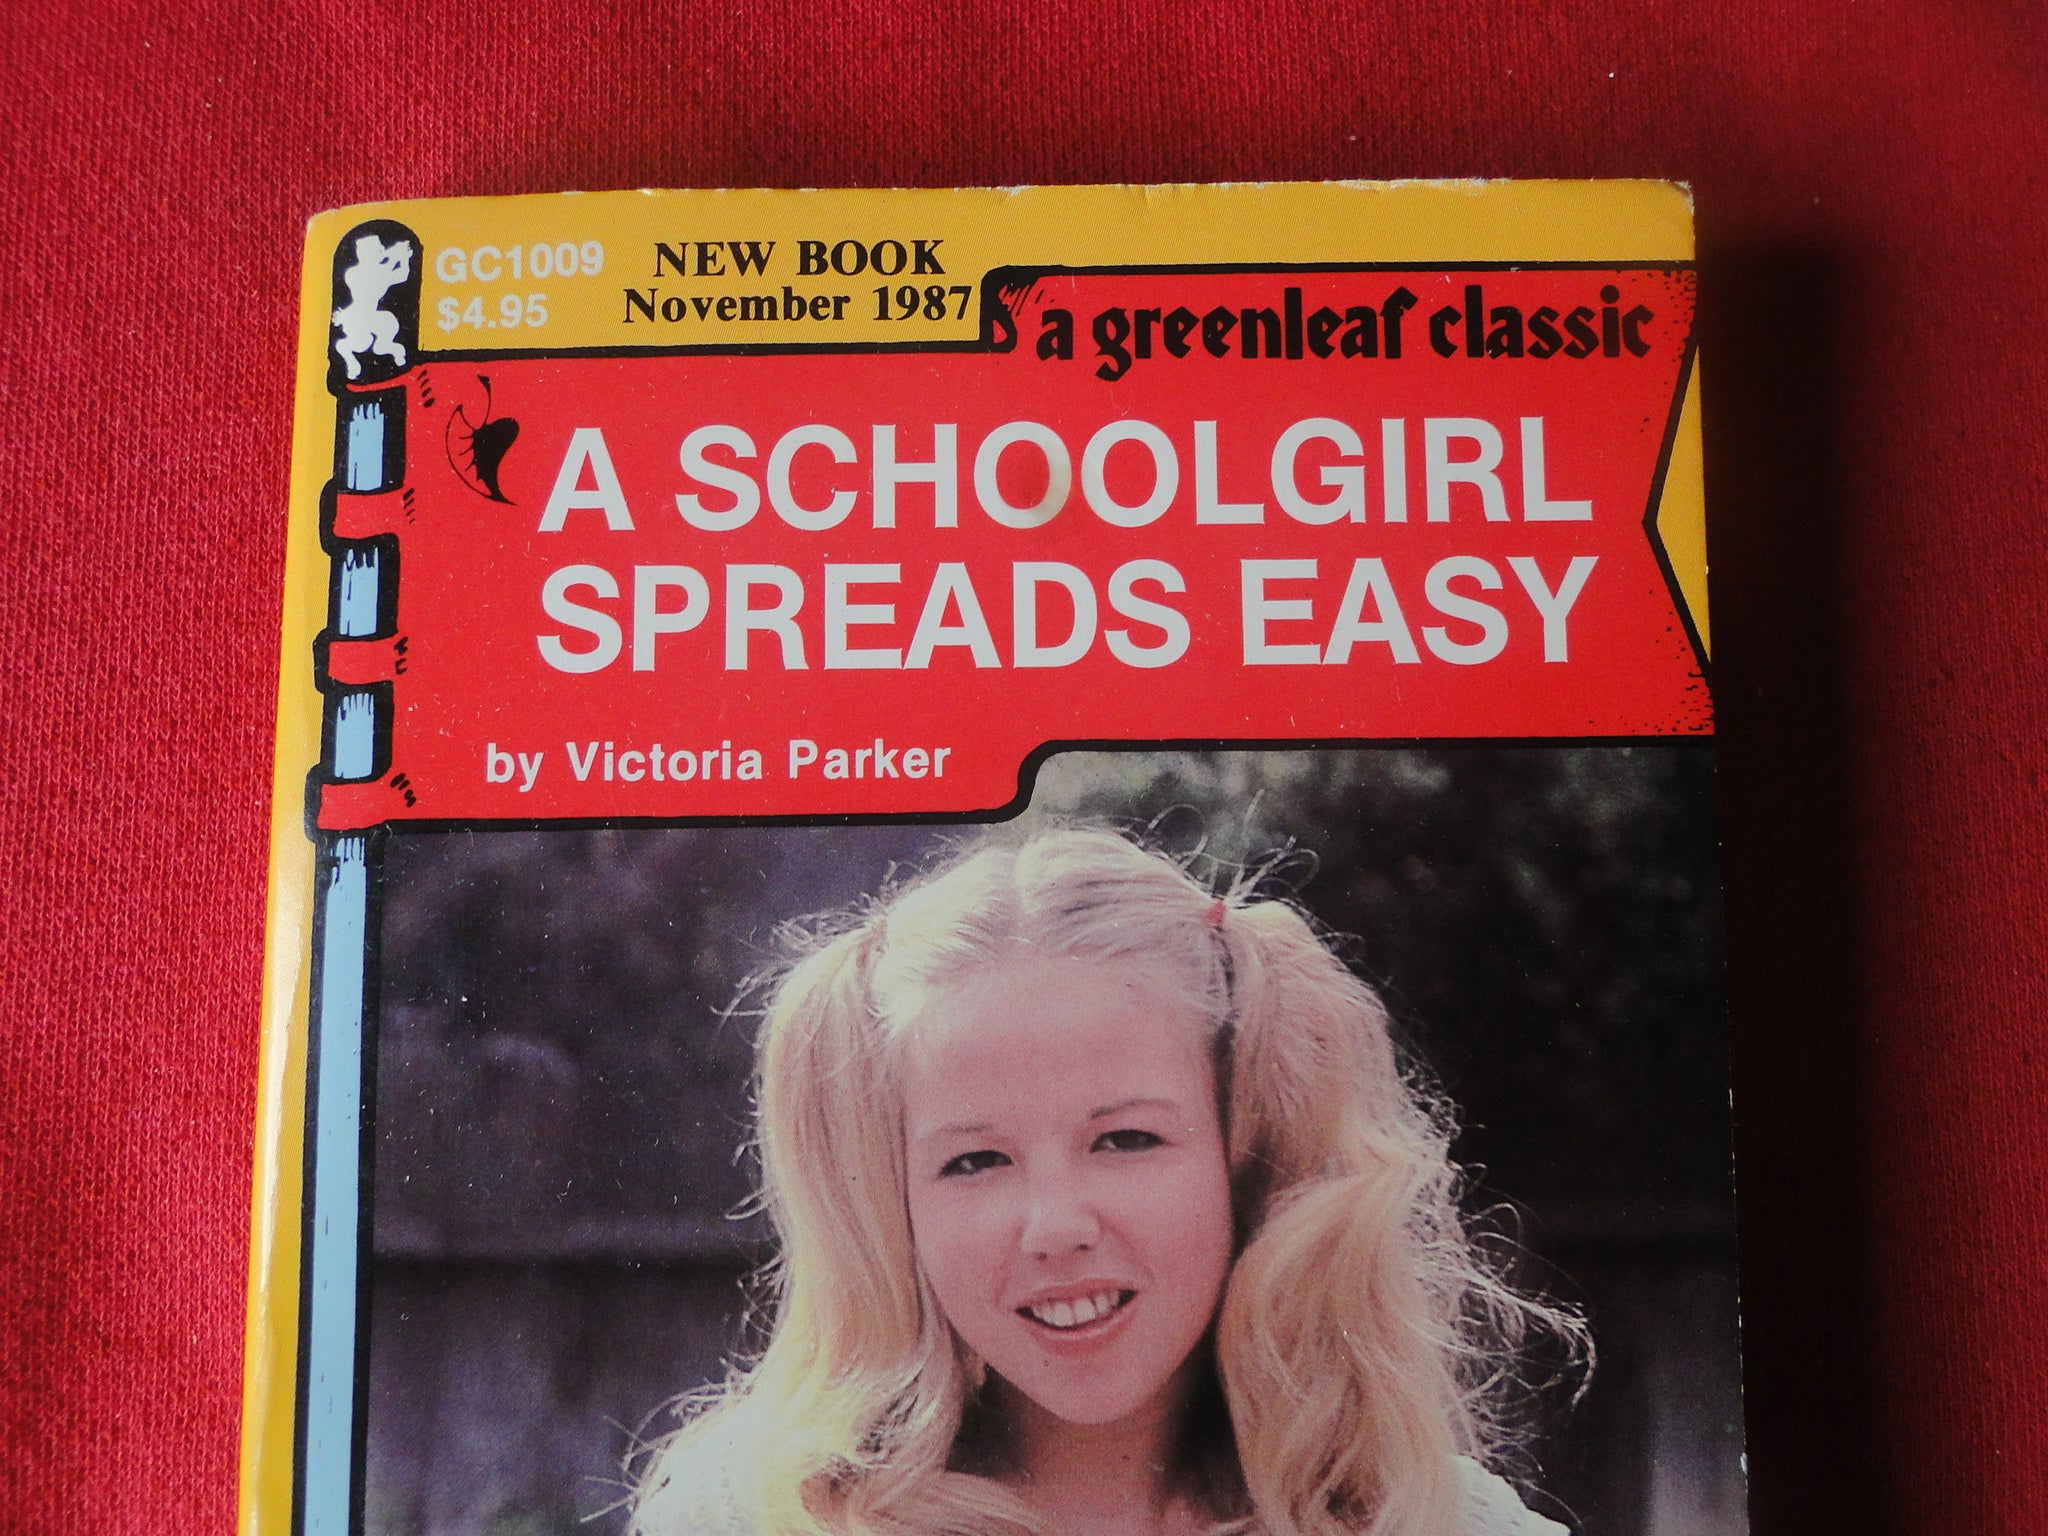 GC1009
$4.95
NEW BOOK
November 1987
a greenleaf classic
A SCHOOLGIRL
SPREADS EASY
by Victoria Parker